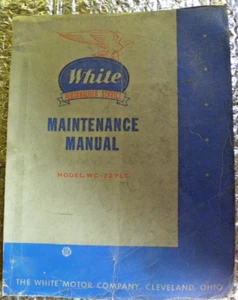 White
MAINTENANCE
MANUAL
THE WHITE MOTOR COMPANY, CLEVELAND, OHIO